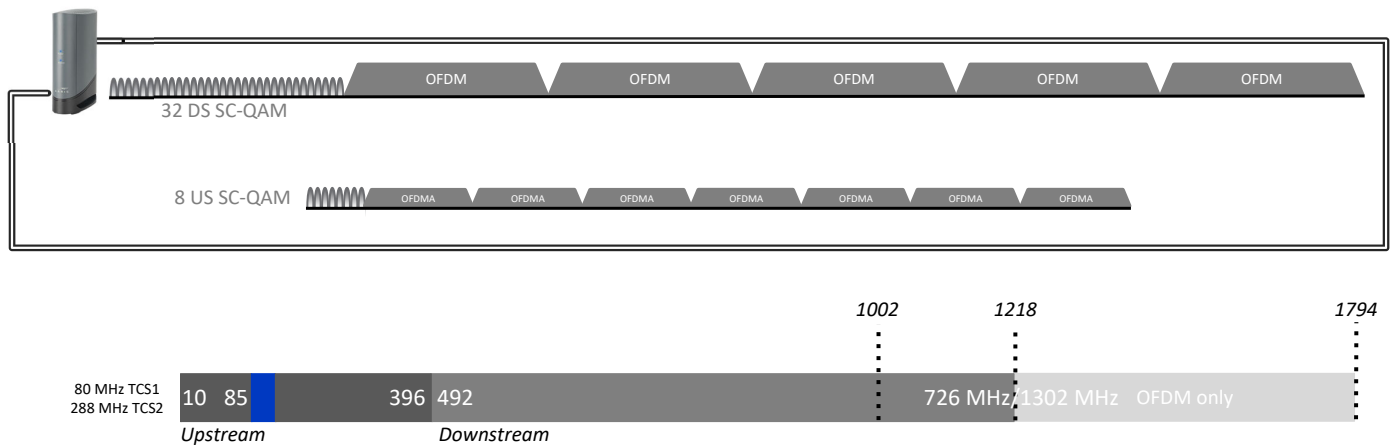 OFDM OFDM OFDM OFDM OFDM
32 DS SC-QAM
8 US SC-QAM OFDMA OFDMA OFDMA OFDMA OFDMA OFDMA OFDMA
1002 1218 1794
80 MHz TCS1
288 MHz TCS2
10 85 396 492 726 MHz/1302 MHz OFDM only
Upstream Downstream